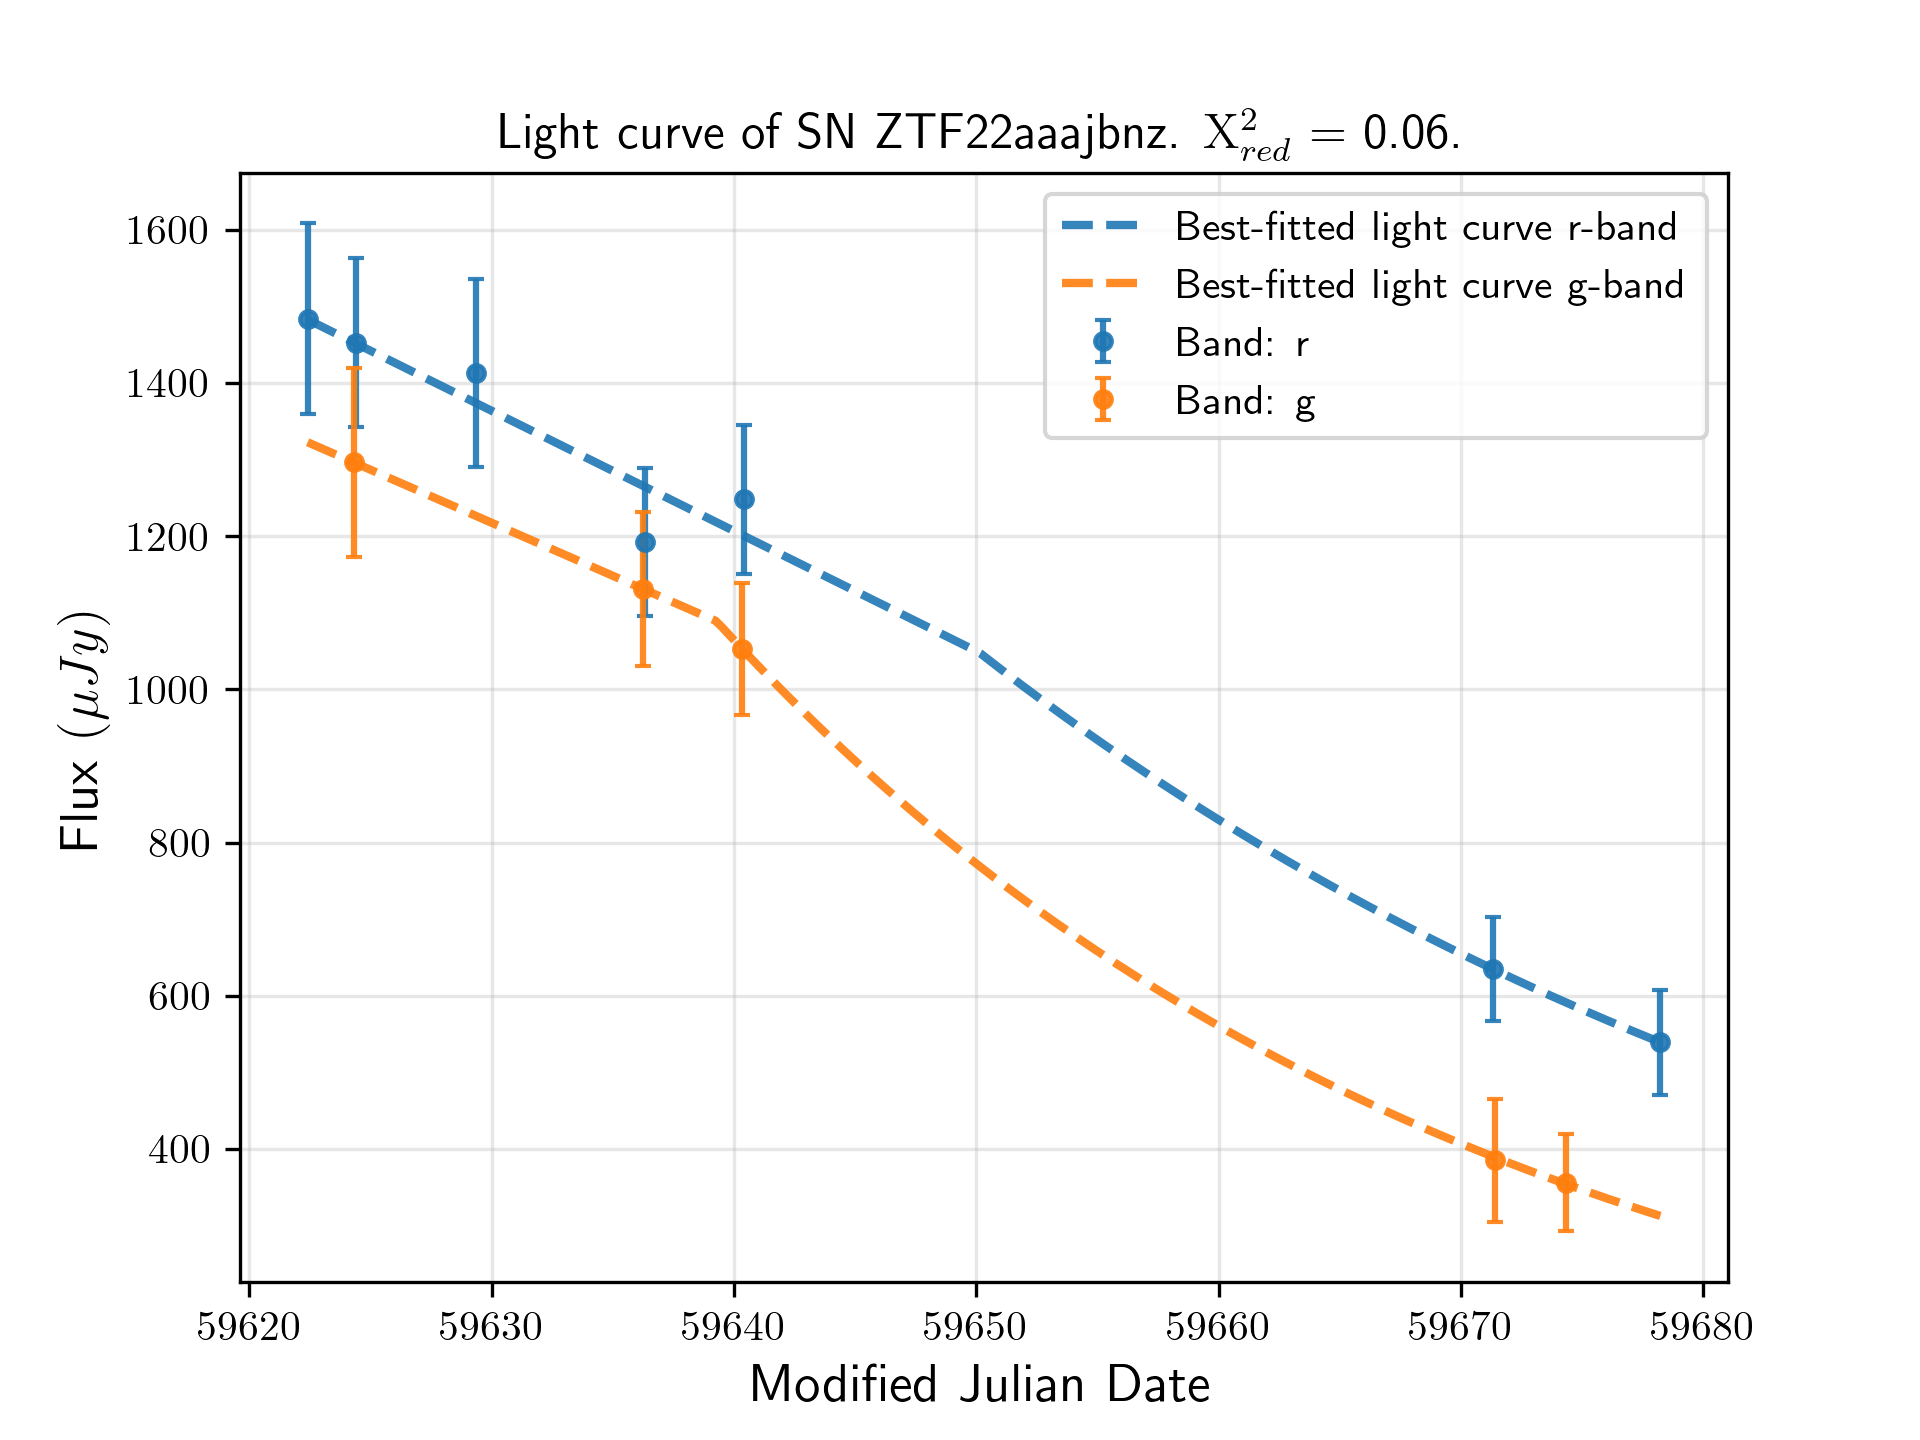 Light curve of SN ZTF22aaajbnz. X²_red = 0.06.
Best-fitted light curve r-band
Best-fitted light curve g-band
Band: r
Band: g
1600
1400
1200
1000
800
600
400
Flux (μJy)
59620 59630 59640 59650 59660 59670 59680
Modified Julian Date